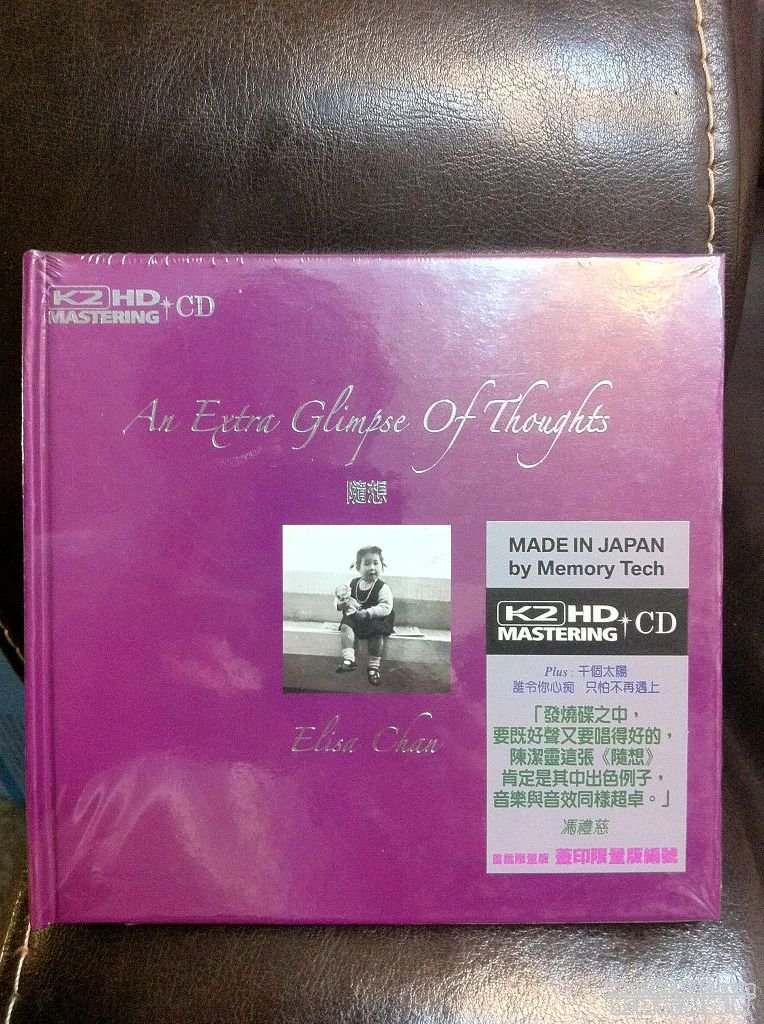 K2 HD
MASTERING CD
An Extra Glimpse Of Thoughts
隨想
Elisa Chan
MADE IN JAPAN
by Memory Tech
K2 HD
MASTERING CD
Plus : 千個太陽
誰令你心痴 只怕不再遇上
「發燒碟之中，
要既好聲又要唱得好的，
陳潔靈這張《隨想》
肯定是其中出色例子，
音樂與音效同樣超卓。」
馮禮慈
首批限量版 蓋印限量版編號